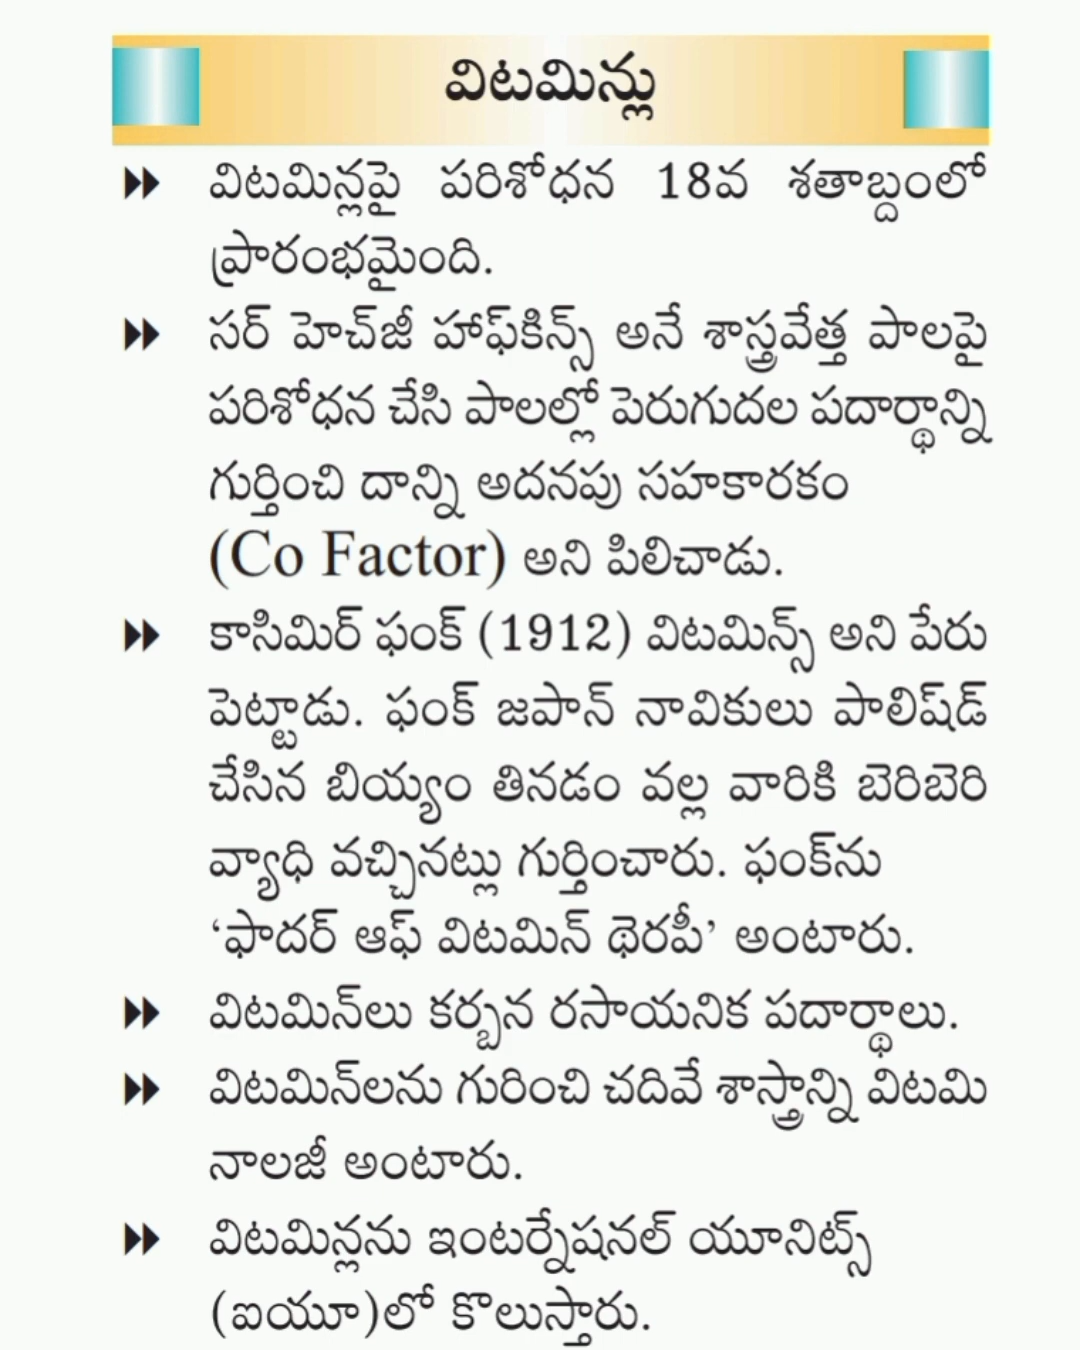 విటమిన్లు
విటమిన్లపై పరిశోధన 18వ శతాబ్దంలో
ప్రారంభమైంది.
సర్ హెచ్‌జీ హాఫ్‌కిన్స్ అనే శాస్త్రవేత్త పాలపై
పరిశోధన చేసి పాలల్లో పెరుగుదల పదార్థాన్ని
గుర్తించి దాన్ని అదనపు సహకారకం
(Co Factor) అని పిలిచాడు.
కాసిమిర్ ఫంక్ (1912) విటమిన్స్ అని పేరు
పెట్టాడు. ఫంక్ జపాన్ నావికులు పాలిష్‌డ్
చేసిన బియ్యం తినడం వల్ల వారికి బెరిబెరి
వ్యాధి వచ్చినట్లు గుర్తించారు. ఫంక్‌ను
‘ఫాదర్ ఆఫ్ విటమిన్ థెరపీ’ అంటారు.
విటమిన్‌లు కర్బన రసాయనిక పదార్థాలు.
విటమిన్‌లను గురించి చదివే శాస్త్రాన్ని విటమి
నాలజీ అంటారు.
విటమిన్లను ఇంటర్నేషనల్ యూనిట్స్
(ఐయూ)లో కొలుస్తారు.